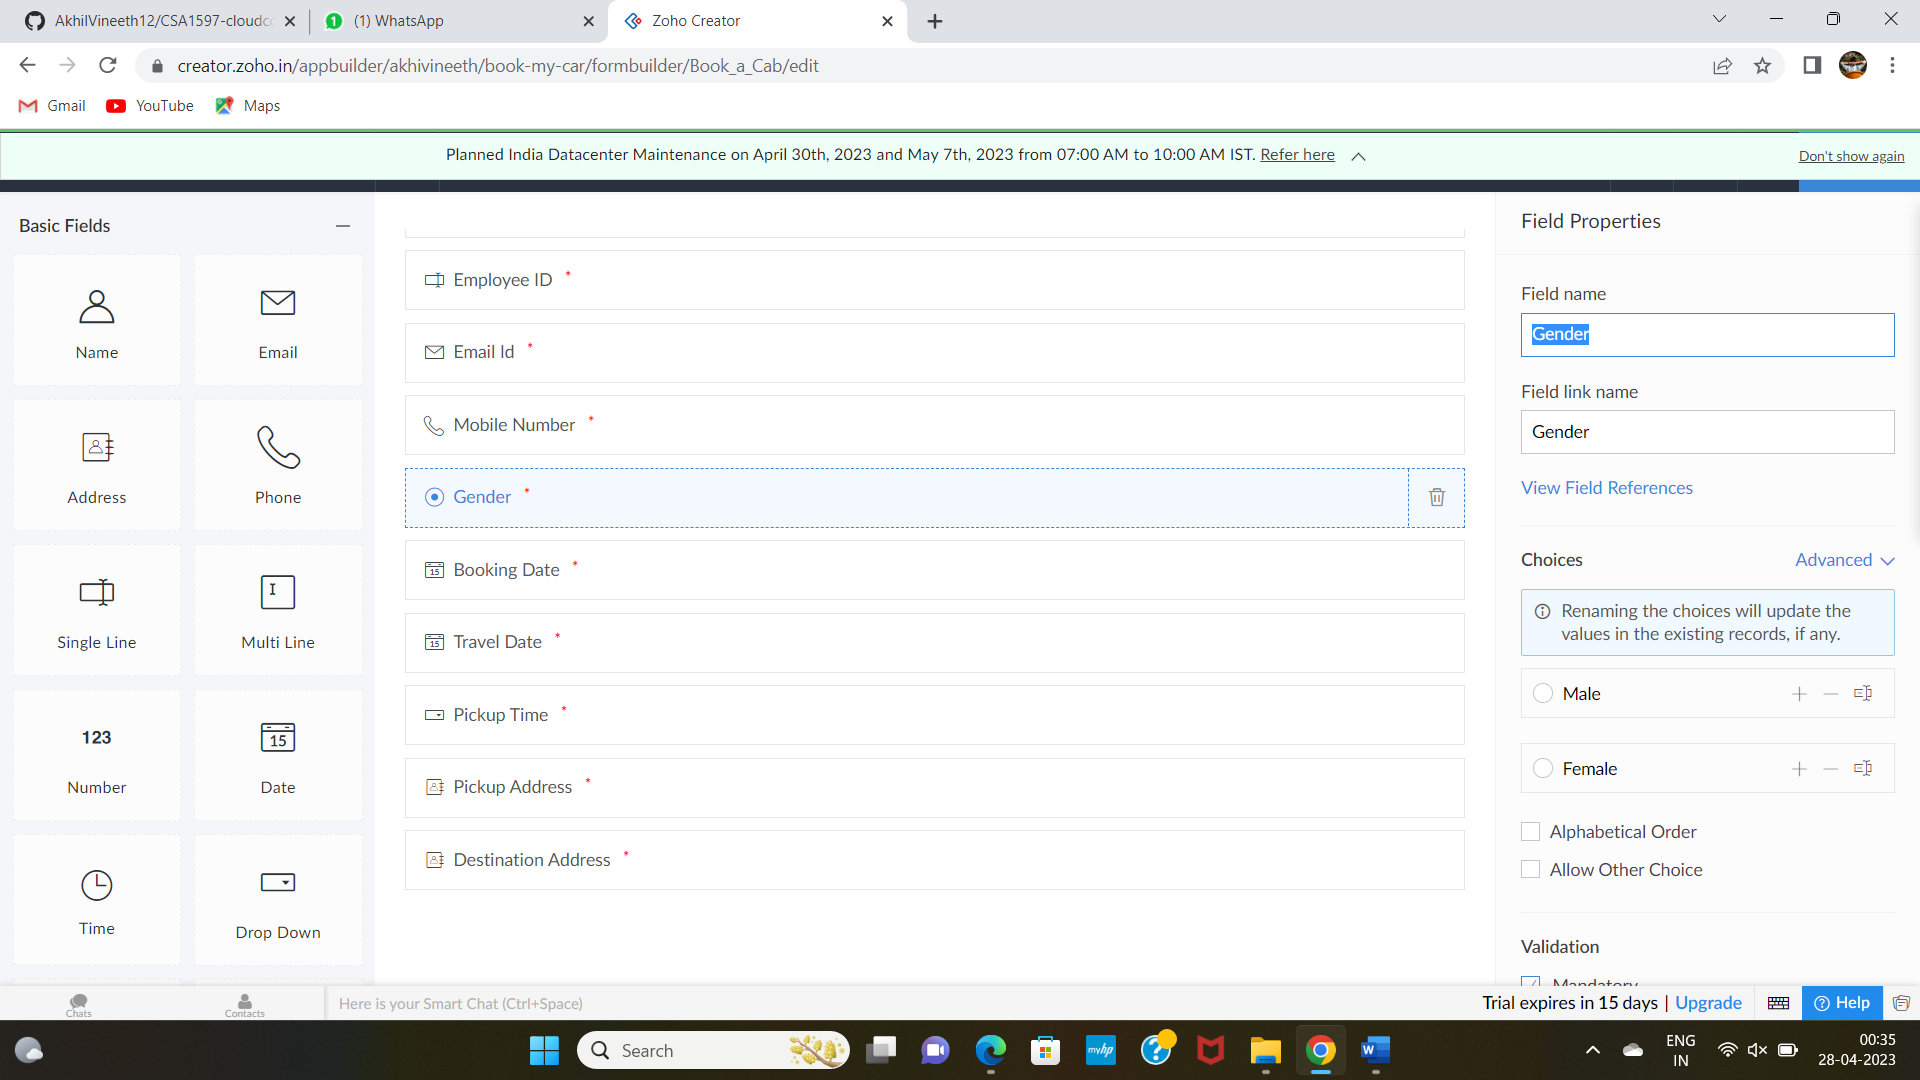 AkhilVineeth12/CSA1597-cloudco
(1) WhatsApp
Zoho Creator
creator.zoho.in/appbuilder/akhivineeth/book-my-car/formbuilder/Book_a_Cab/edit
Gmail
YouTube
Maps
Planned India Datacenter Maintenance on April 30th, 2023 and May 7th, 2023 from 07:00 AM to 10:00 AM IST. Refer here
Don't show again
Basic Fields
Name
Email
Address
Phone
Single Line
Multi Line
123
Number
15
Date
Time
Drop Down
Employee ID *
Email Id *
Mobile Number *
Gender *
15 Booking Date *
15 Travel Date *
Pickup Time *
Pickup Address *
Destination Address *
Field Properties
Field name
Gender
Field link name
Gender
View Field References
Choices
Advanced
Renaming the choices will update the
values in the existing records, if any.
Male
Female
Alphabetical Order
Allow Other Choice
Validation
Mandatory
Chats
Contacts
Here is your Smart Chat (Ctrl+Space)
Trial expires in 15 days | Upgrade
Help
Search
myhp
ENG
IN
00:35
28-04-2023